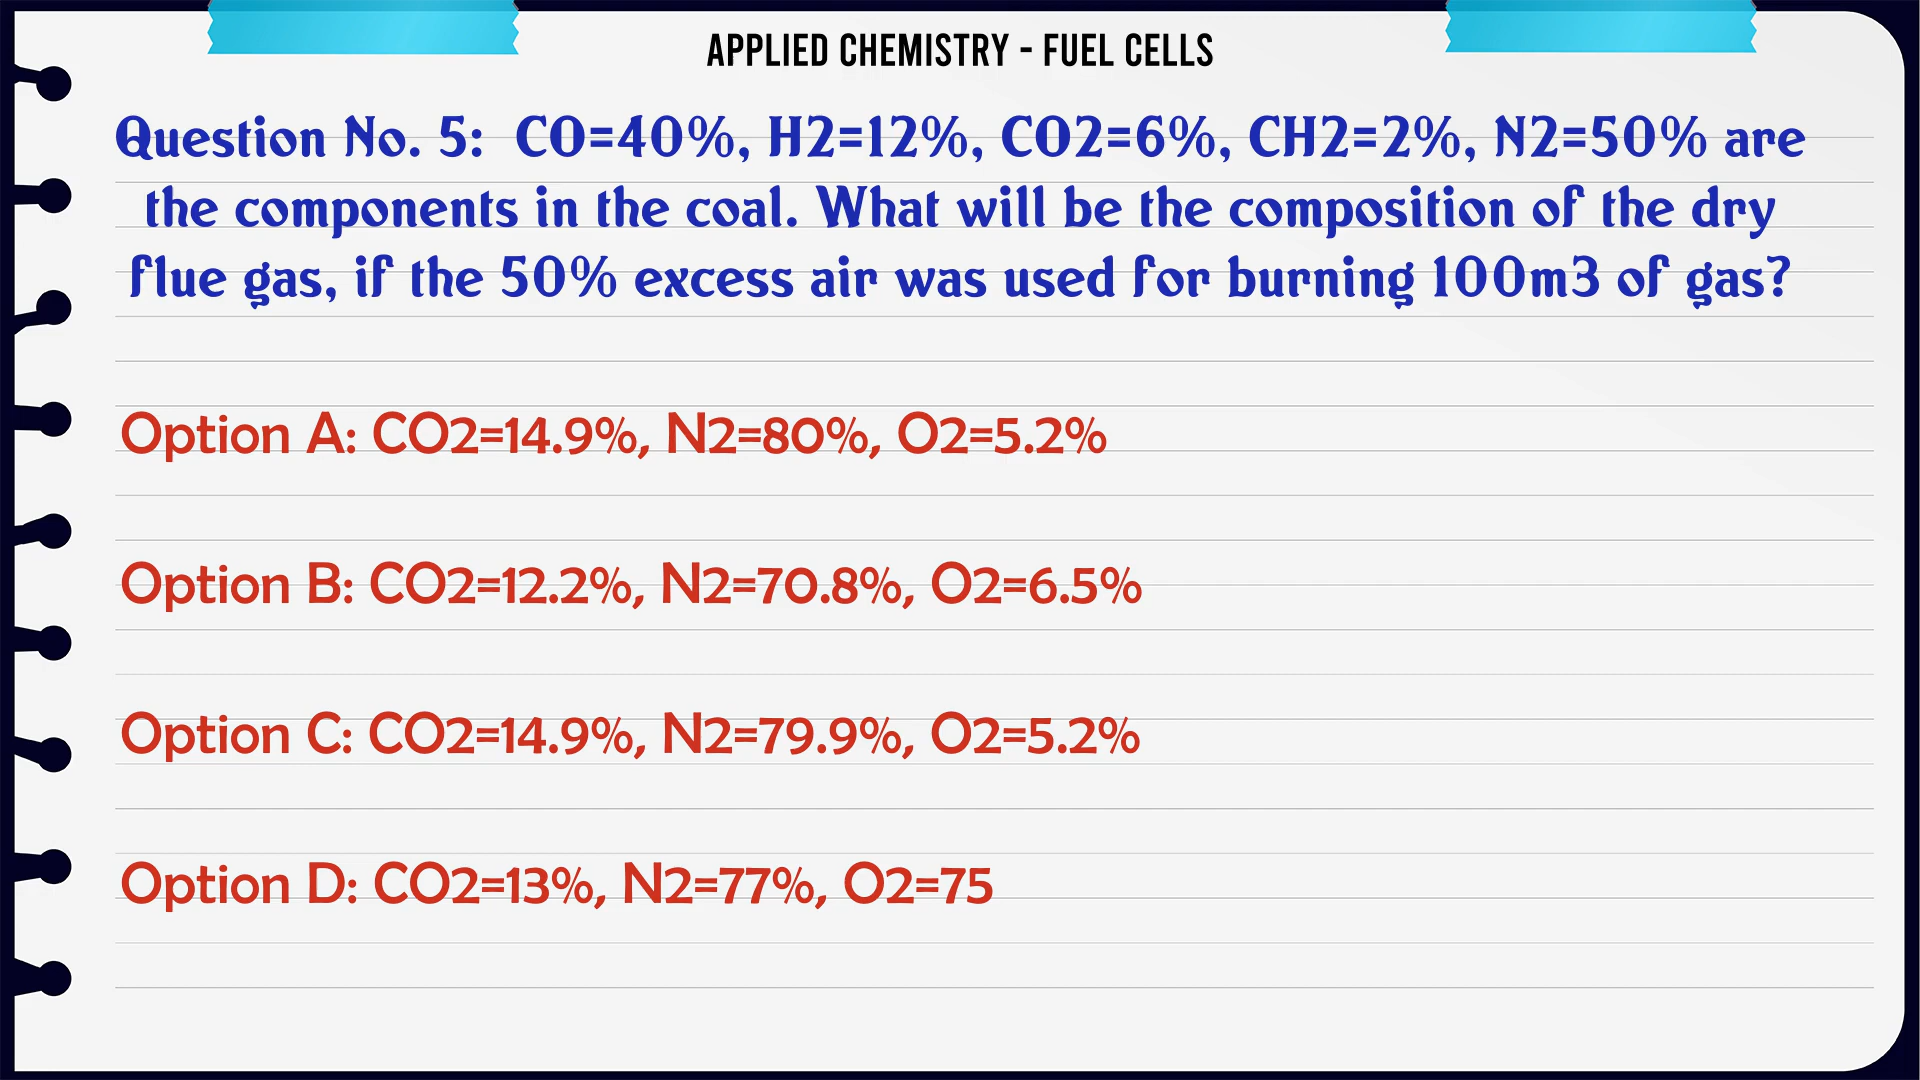 APPLIED CHEMISTRY - FUEL CELLS
Question No. 5: CO=40%, H2=12%, CO2=6%, CH2=2%, N2=50% are
the components in the coal. What will be the composition of the dry
flue gas, if the 50% excess air was used for burning 100m3 of gas?
Option A: CO2=14.9%, N2=80%, O2=5.2%
Option B: CO2=12.2%, N2=70.8%, O2=6.5%
Option C: CO2=14.9%, N2=79.9%, O2=5.2%
Option D: CO2=13%, N2=77%, O2=75